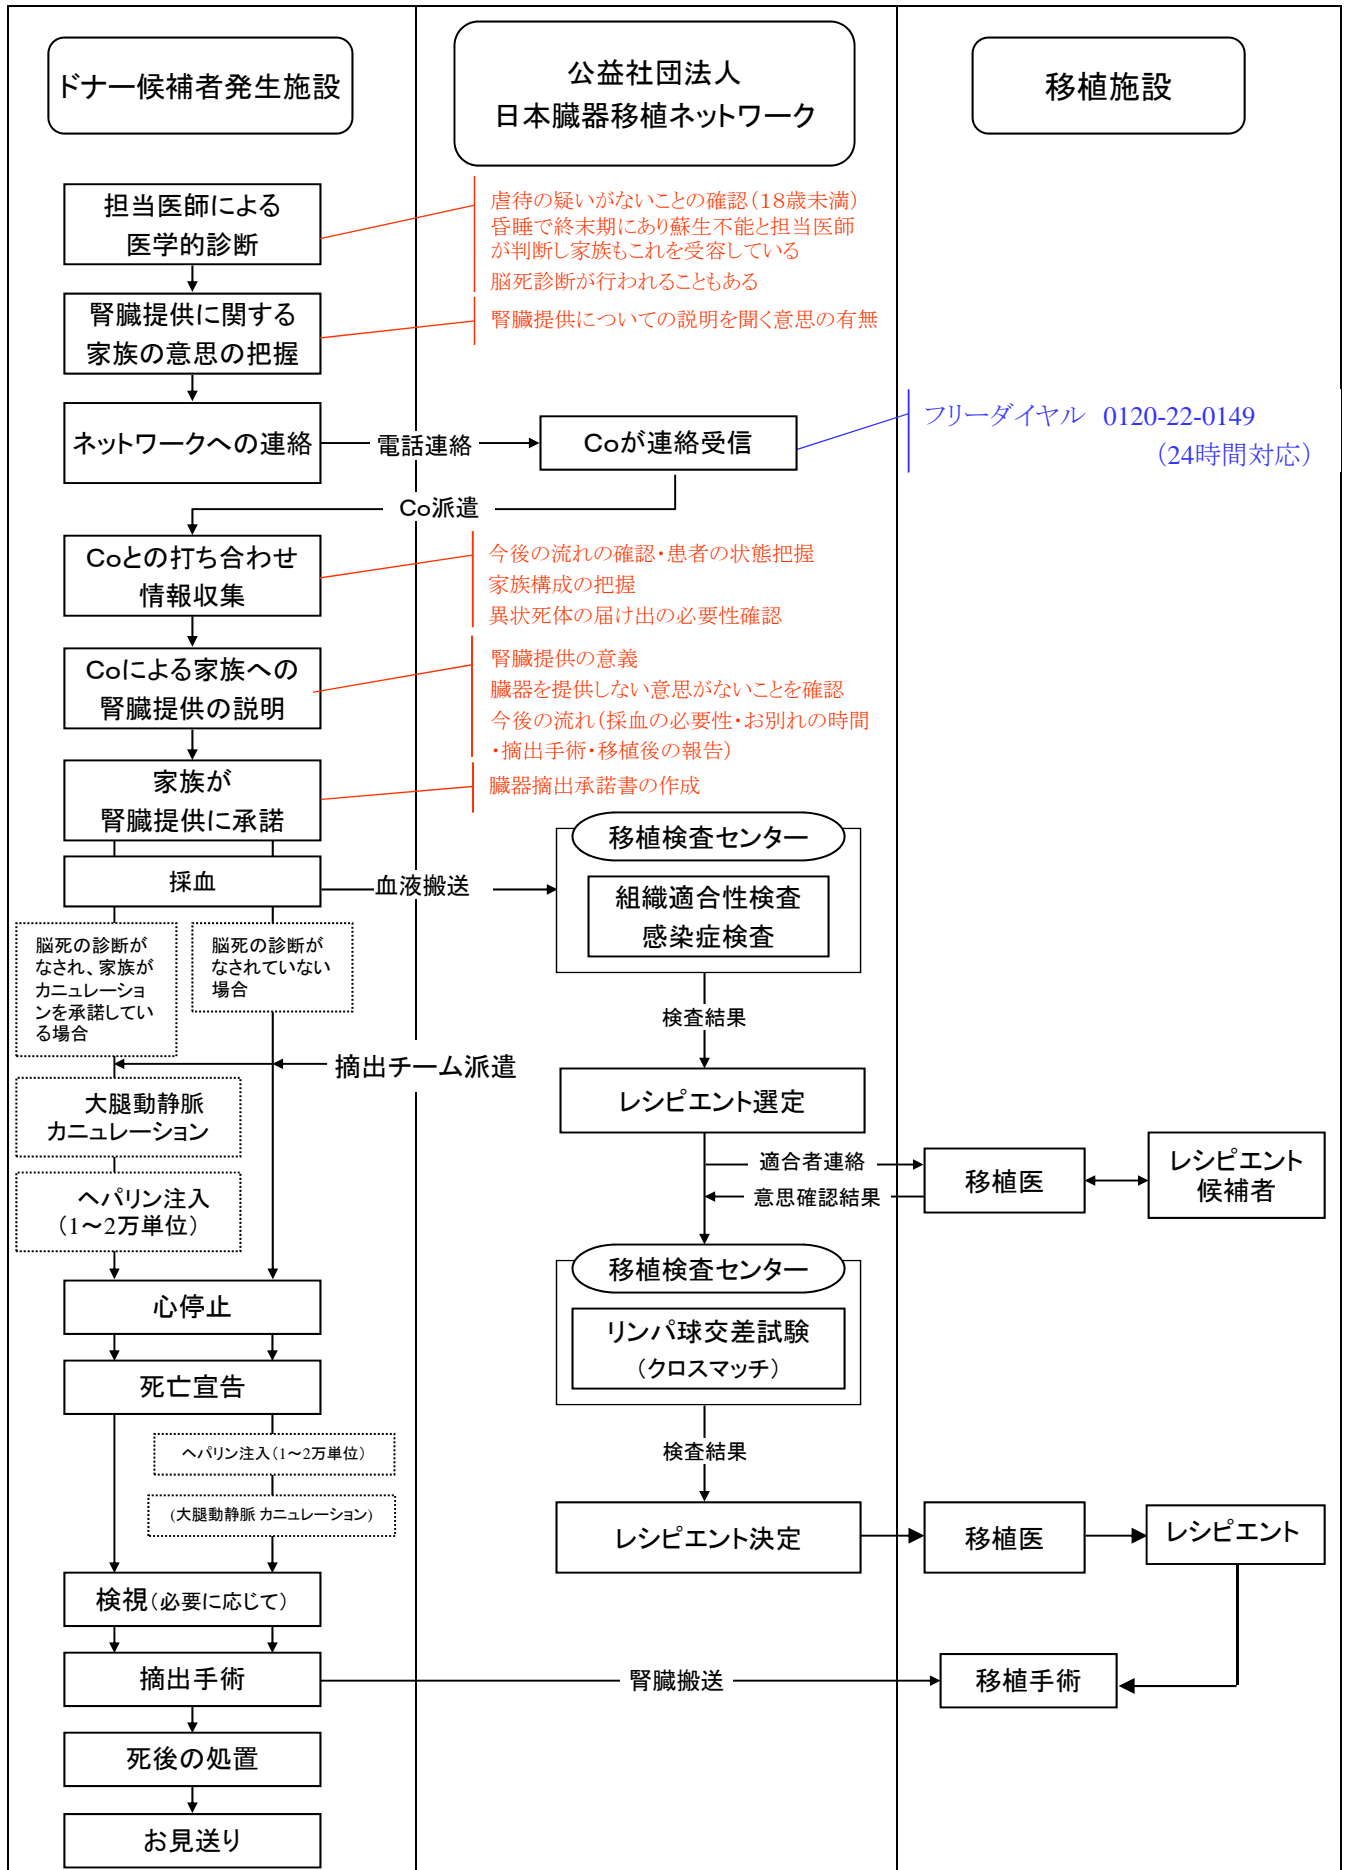 ドナー候補者発生施設
公益社団法人
日本臓器移植ネットワーク
移植施設
担当医師による
医学的診断
虐待の疑いがないことの確認(18歳未満)
昏睡で終末期にあり蘇生不能と担当医師
が判断し家族もこれを受容している
脳死診断が行われることもある
腎臓提供に関する
家族の意思の把握
腎臓提供についての説明を聞く意思の有無
ネットワークへの連絡
電話連絡
Coが連絡受信
フリーダイヤル 0120-22-0149
(24時間対応)
Co派遣
Coとの打ち合わせ
情報収集
今後の流れの確認・患者の状態把握
家族構成の把握
異状死体の届け出の必要性確認
Coによる家族への
腎臓提供の説明
腎臓提供の意義
臓器を提供しない意思がないことを確認
今後の流れ(採血の必要性・お別れの時間
・摘出手術・移植後の報告)
家族が
腎臓提供に承諾
臓器摘出承諾書の作成
採血
血液搬送
移植検査センター
組織適合性検査
感染症検査
脳死の診断が
なされ、家族が
カニュレーショ
ンを承諾してい
る場合
脳死の診断が
なされていない
場合
検査結果
摘出チーム派遣
レシピエント選定
大腿動静脈
カニュレーション
適合者連絡
意思確認結果
移植医
レシピエント
候補者
ヘパリン注入
(1～2万単位)
移植検査センター
リンパ球交差試験
(クロスマッチ)
心停止
死亡宣告
ヘパリン注入(1～2万単位)
検査結果
(大腿動静脈 カニュレーション)
レシピエント決定
移植医
レシピエント
検視(必要に応じて)
摘出手術
腎臓搬送
移植手術
死後の処置
お見送り